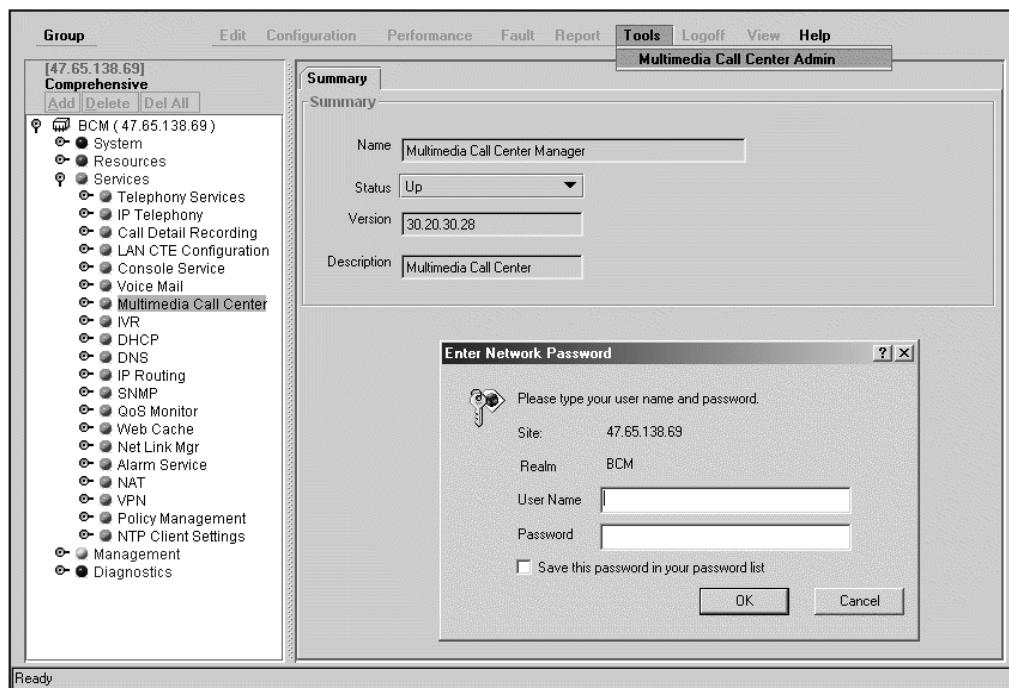 Group Edit Configuration Performance Fault Report Tools Logoff View Help
Multimedia Call Center Admin
[47.65.138.69]
Comprehensive
Add Delete Del All
BCM ( 47.65.138.69 )
System
Resources
Services
Telephony Services
IP Telephony
Call Detail Recording
LAN CTE Configuration
Console Service
Voice Mail
Multimedia Call Center
IVR
DHCP
DNS
IP Routing
SNMP
QoS Monitor
Web Cache
Net Link Mgr
Alarm Service
NAT
VPN
Policy Management
NTP Client Settings
Management
Diagnostics
Summary
Summary
Name Multimedia Call Center Manager
Status Up
Version 30.20.30.28
Description Multimedia Call Center
Enter Network Password ? X
Please type your user name and password.
Site: 47.65.138.69
Realm BCM
User Name
Password
Save this password in your password list
OK Cancel
Ready